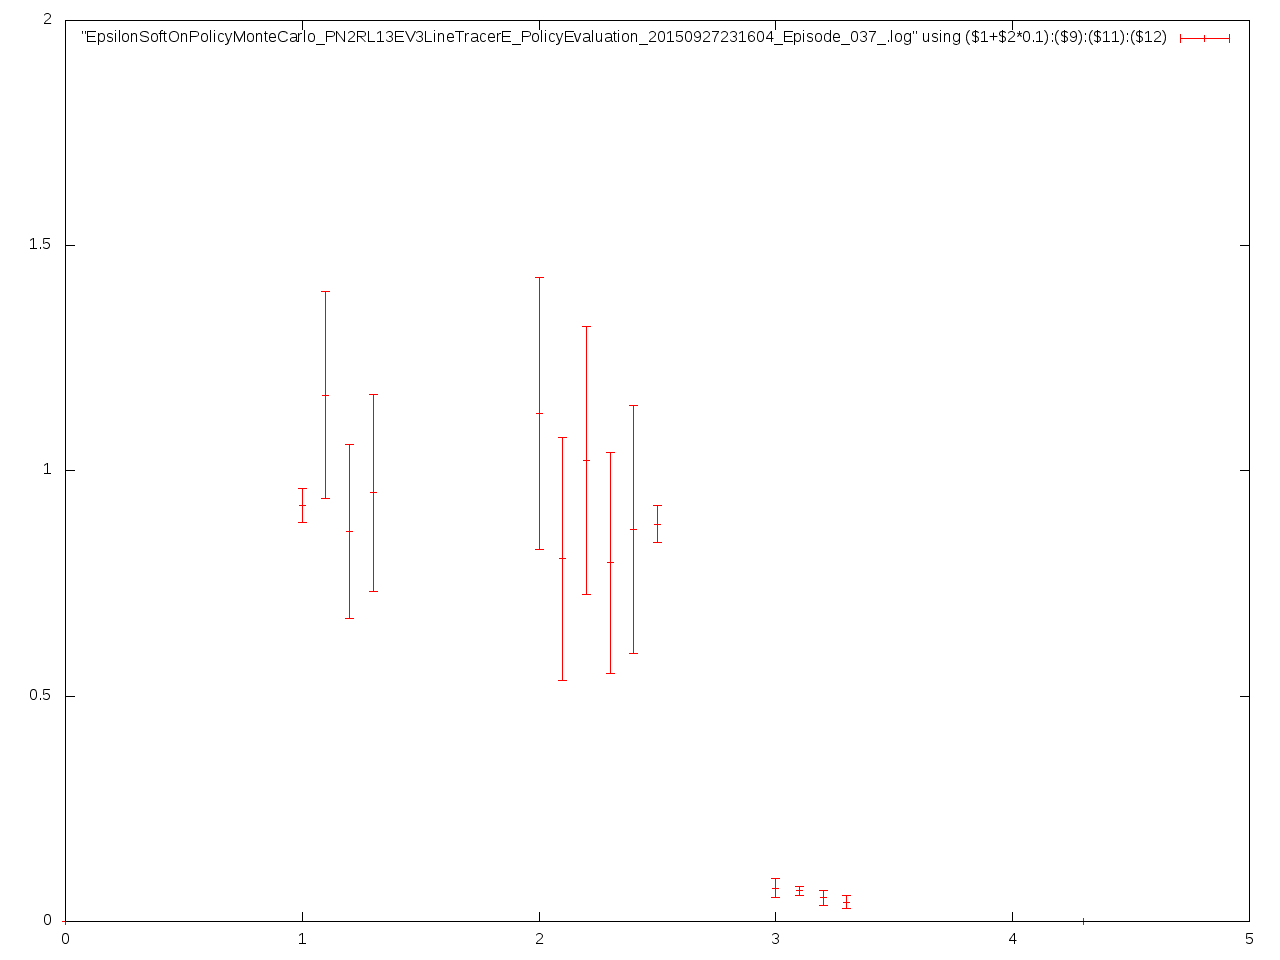 2
"EpsilonSoftOnPolicyMonteCarlo_PN2RL13EV3LineTracerE_PolicyEvaluation_20150927231604_Episode_037_.log" using ($1+$2*0.1):($9):($11):($12)
1.5
1
0.5
0
0 1 2 3 4 5